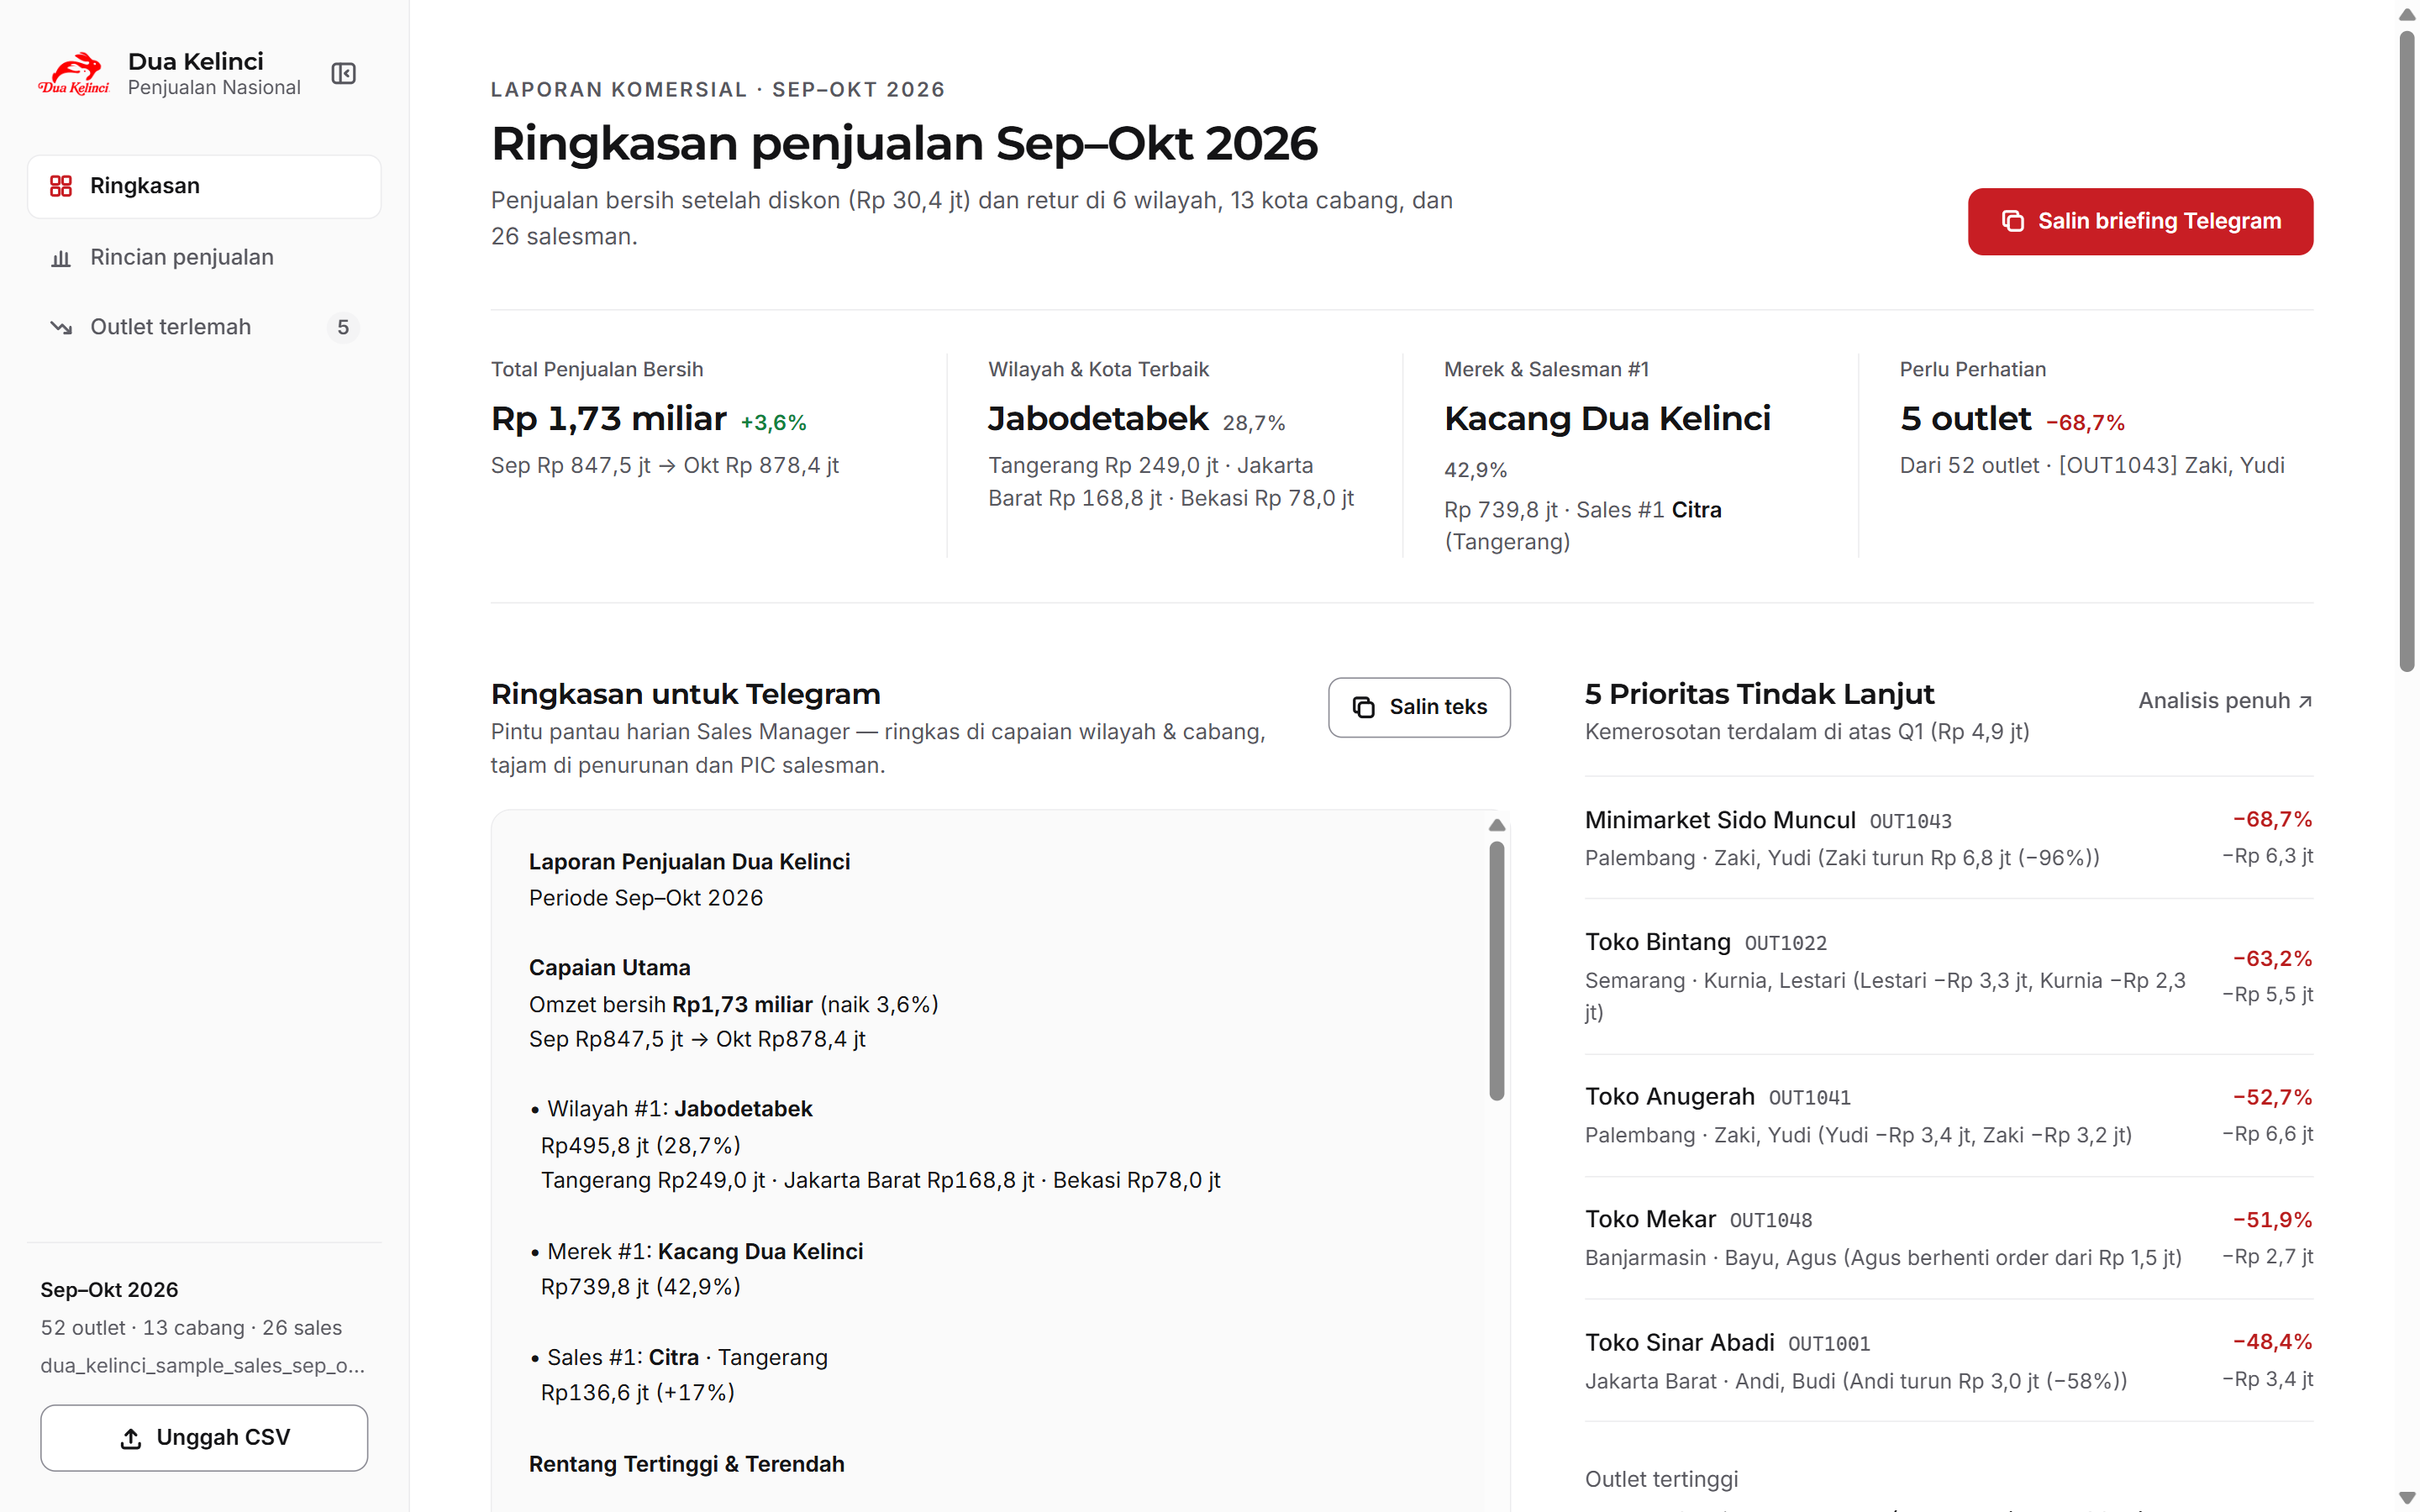 Dua Kelinci
Dua Kelinci
Penjualan Nasional
Ringkasan
Rincian penjualan
Outlet terlemah 5
Sep–Okt 2026
52 outlet · 13 cabang · 26 sales
dua_kelinci_sample_sales_sep_o...
Unggah CSV
LAPORAN KOMERSIAL · SEP–OKT 2026
Ringkasan penjualan Sep–Okt 2026
Penjualan bersih setelah diskon (Rp 30,4 jt) dan retur di 6 wilayah, 13 kota cabang, dan
26 salesman.
Salin briefing Telegram
Total Penjualan Bersih
Rp 1,73 miliar +3,6%
Sep Rp 847,5 jt → Okt Rp 878,4 jt
Wilayah & Kota Terbaik
Jabodetabek 28,7%
Tangerang Rp 249,0 jt · Jakarta
Barat Rp 168,8 jt · Bekasi Rp 78,0 jt
Merek & Salesman #1
Kacang Dua Kelinci
42,9%
Rp 739,8 jt · Sales #1 Citra
(Tangerang)
Perlu Perhatian
5 outlet −68,7%
Dari 52 outlet · [OUT1043] Zaki, Yudi
Ringkasan untuk Telegram
Pintu pantau harian Sales Manager — ringkas di capaian wilayah & cabang,
tajam di penurunan dan PIC salesman.
Salin teks
Laporan Penjualan Dua Kelinci
Periode Sep–Okt 2026
Capaian Utama
Omzet bersih Rp1,73 miliar (naik 3,6%)
Sep Rp847,5 jt → Okt Rp878,4 jt
• Wilayah #1: Jabodetabek
Rp495,8 jt (28,7%)
Tangerang Rp249,0 jt · Jakarta Barat Rp168,8 jt · Bekasi Rp78,0 jt
• Merek #1: Kacang Dua Kelinci
Rp739,8 jt (42,9%)
• Sales #1: Citra · Tangerang
Rp136,6 jt (+17%)
Rentang Tertinggi & Terendah
5 Prioritas Tindak Lanjut
Analisis penuh ↗
Kemerosotan terdalam di atas Q1 (Rp 4,9 jt)
Minimarket Sido Muncul OUT1043 −68,7%
Palembang · Zaki, Yudi (Zaki turun Rp 6,8 jt (−96%)) −Rp 6,3 jt
Toko Bintang OUT1022 −63,2%
Semarang · Kurnia, Lestari (Lestari −Rp 3,3 jt, Kurnia −Rp 2,3
jt) −Rp 5,5 jt
Toko Anugerah OUT1041 −52,7%
Palembang · Zaki, Yudi (Yudi −Rp 3,4 jt, Zaki −Rp 3,2 jt) −Rp 6,6 jt
Toko Mekar OUT1048 −51,9%
Banjarmasin · Bayu, Agus (Agus berhenti order dari Rp 1,5 jt) −Rp 2,7 jt
Toko Sinar Abadi OUT1001 −48,4%
Jakarta Barat · Andi, Budi (Andi turun Rp 3,0 jt (−58%)) −Rp 3,4 jt
Outlet tertinggi